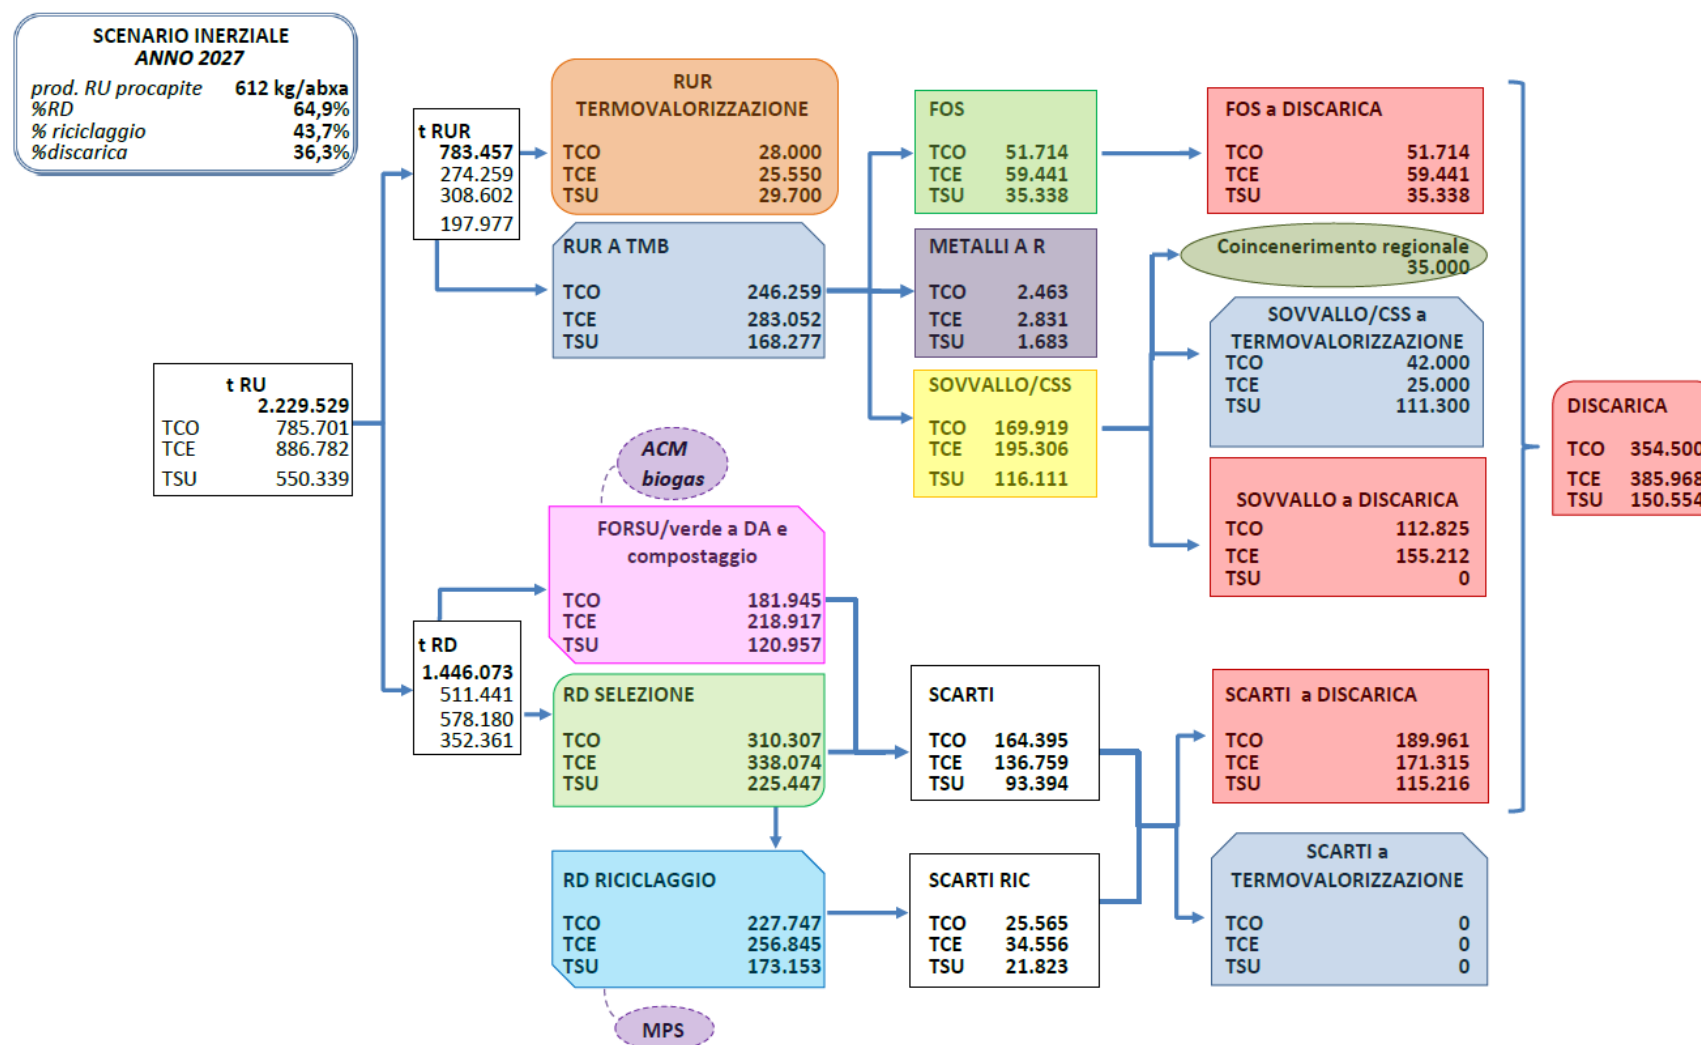 SCENARIO INERZIALE
ANNO 2027
prod. RU procapite 612 kg/abxa
%RD 64,9%
% riciclaggio 43,7%
%discarica 36,3%
t RU
2.229.529
TCO 785.701
TCE 886.782
TSU 550.339
t RUR
783.457
274.259
308.602
197.977
t RD
1.446.073
511.441
578.180
352.361
RUR
TERMOVALORIZZAZIONE
TCO 28.000
TCE 25.550
TSU 29.700
RUR A TMB
TCO 246.259
TCE 283.052
TSU 168.277
ACM
biogas
FORSU/verde a DA e
compostaggio
TCO 181.945
TCE 218.917
TSU 120.957
RD SELEZIONE
TCO 310.307
TCE 338.074
TSU 225.447
RD RICICLAGGIO
TCO 227.747
TCE 256.845
TSU 173.153
MPS
FOS
TCO 51.714
TCE 59.441
TSU 35.338
METALLI A R
TCO 2.463
TCE 2.831
TSU 1.683
SOVVALLO/CSS
TCO 169.919
TCE 195.306
TSU 116.111
SCARTI
TCO 164.395
TCE 136.759
TSU 93.394
SCARTI RIC
TCO 25.565
TCE 34.556
TSU 21.823
FOS a DISCARICA
TCO 51.714
TCE 59.441
TSU 35.338
Coincenerimento regionale
35.000
SOVVALLO/CSS a
TERMOVALORIZZAZIONE
TCO 42.000
TCE 25.000
TSU 111.300
SOVVALLO a DISCARICA
TCO 112.825
TCE 155.212
TSU 0
SCARTI a DISCARICA
TCO 189.961
TCE 171.315
TSU 115.216
SCARTI a
TERMOVALORIZZAZIONE
TCO 0
TCE 0
TSU 0
DISCARICA
TCO 354.500
TCE 385.968
TSU 150.554